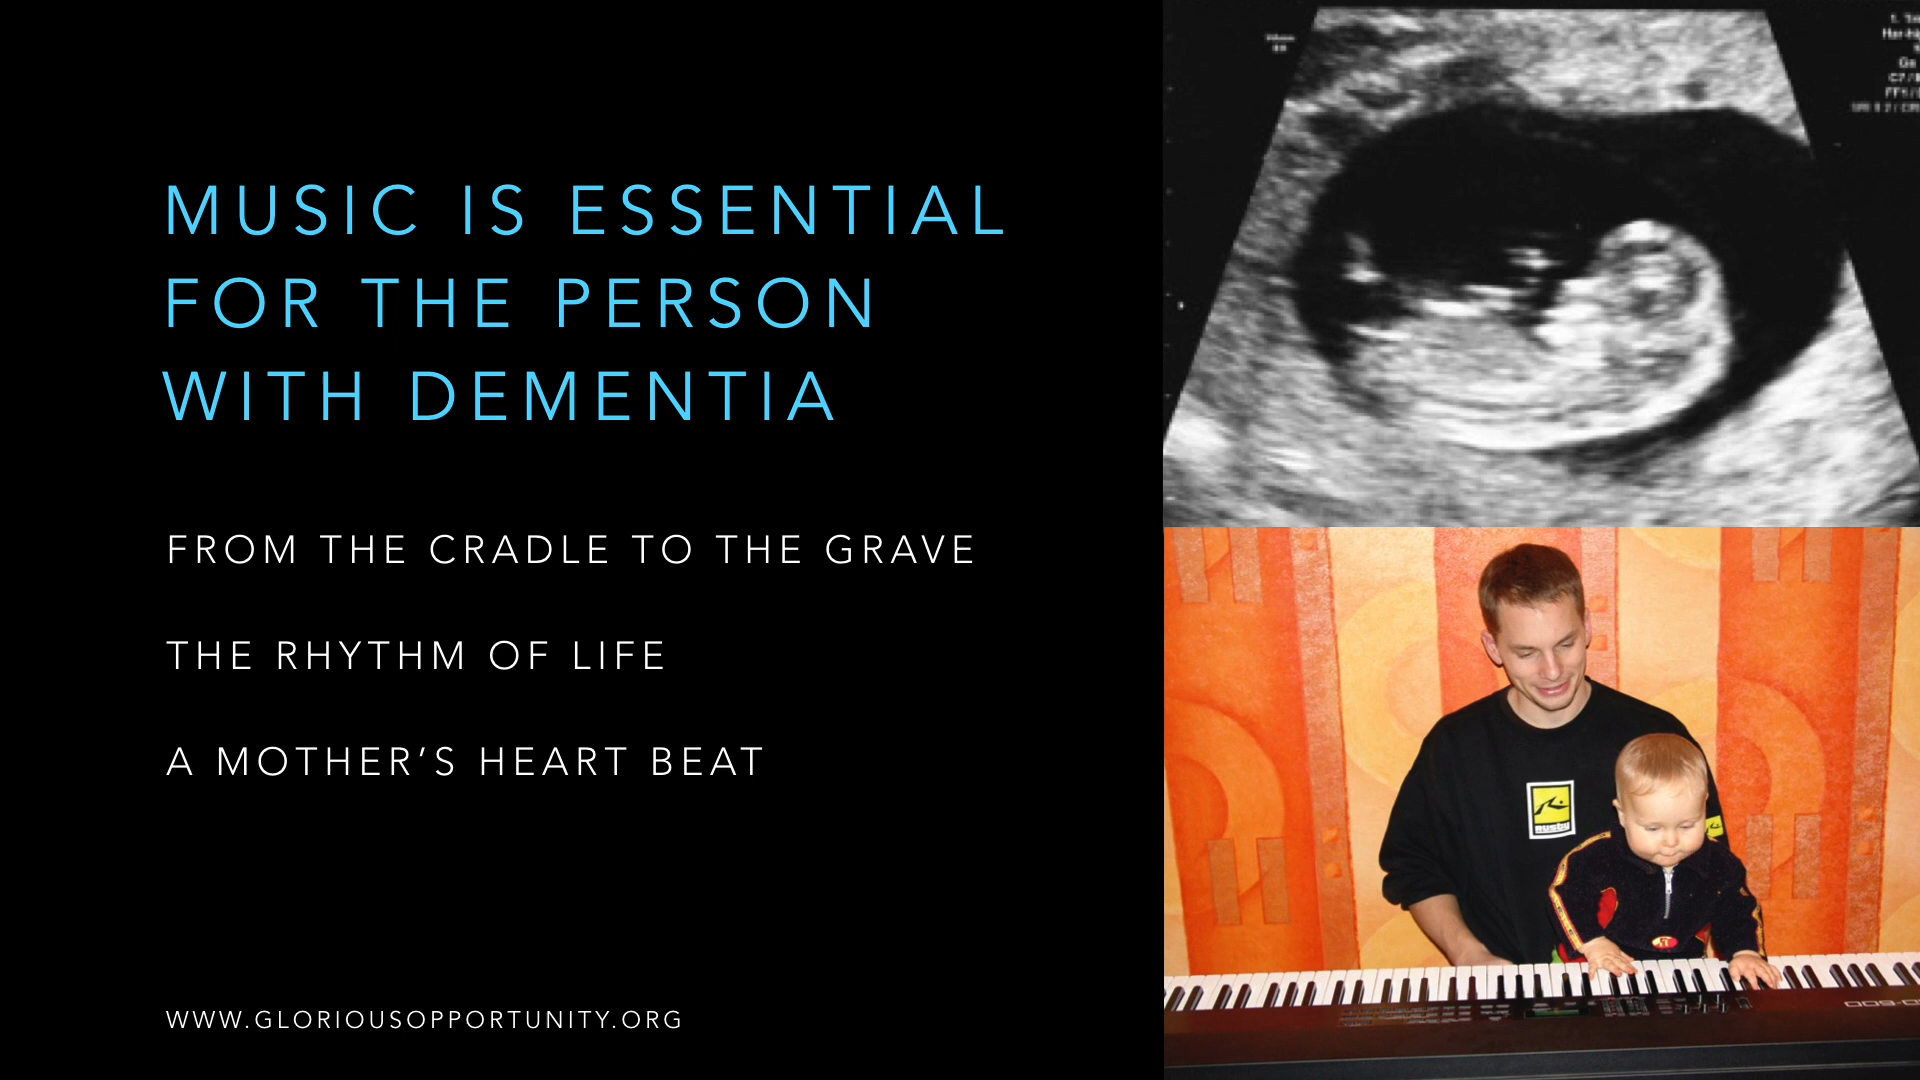 MUSIC IS ESSENTIAL
FOR THE PERSON
WITH DEMENTIA
FROM THE CRADLE TO THE GRAVE
THE RHYTHM OF LIFE
A MOTHER'S HEART BEAT
WWW.GLORIOUSOPPORTUNITY.ORG
rusty